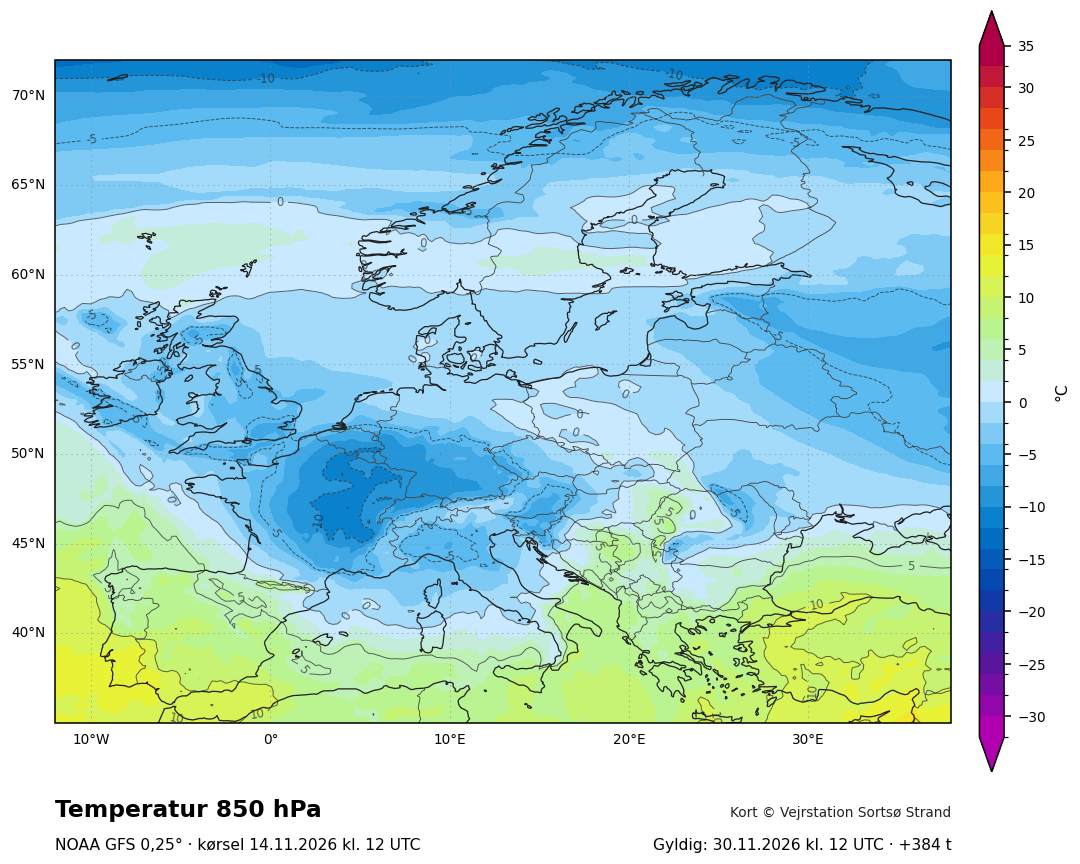 35
30
25
20
15
10
5
0
−5
−10
−15
−20
−25
−30
°C
70°N
65°N
60°N
55°N
50°N
45°N
40°N
10°W
0°
10°E
20°E
30°E
Temperatur 850 hPa
Kort © Vejrstation Sortsø Strand
NOAA GFS 0,25° · kørsel 14.11.2026 kl. 12 UTC
Gyldig: 30.11.2026 kl. 12 UTC · +384 t